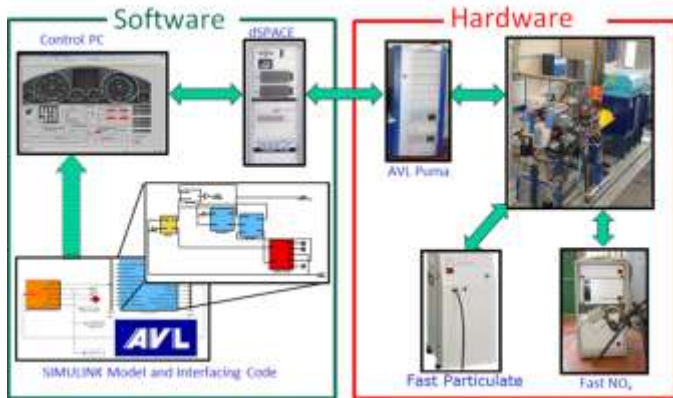 Software
Hardware
Control PC
dSPACE
AVL Puma
AVL
SIMULINK Model and Interfacing Code
Fast Particulate
Fast NOₓ